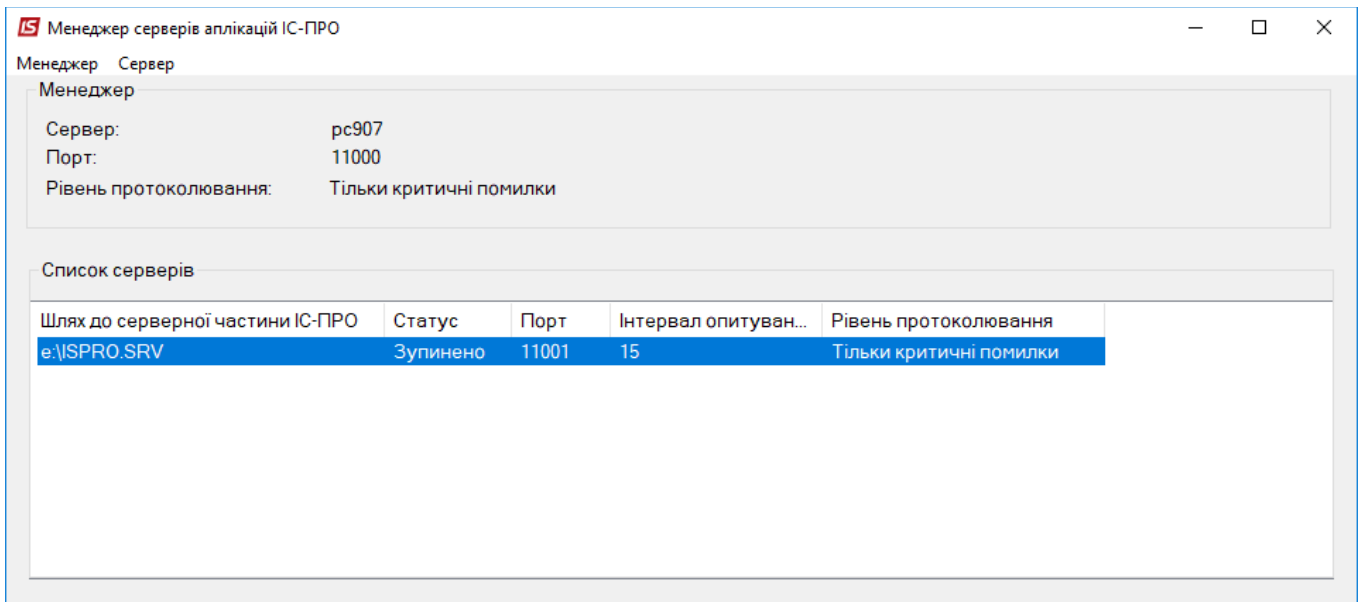 IS Менеджер серверів аплікацій ІС-ПРО
Менеджер Сервер
Менеджер
Сервер: pc907
Порт: 11000
Рівень протоколювання: Тільки критичні помилки
Список серверів
Шлях до серверної частини ІС-ПРО Статус Порт Інтервал опитуван... Рівень протоколювання
e:\ISPRO.SRV Зупинено 11001 15 Тільки критичні помилки